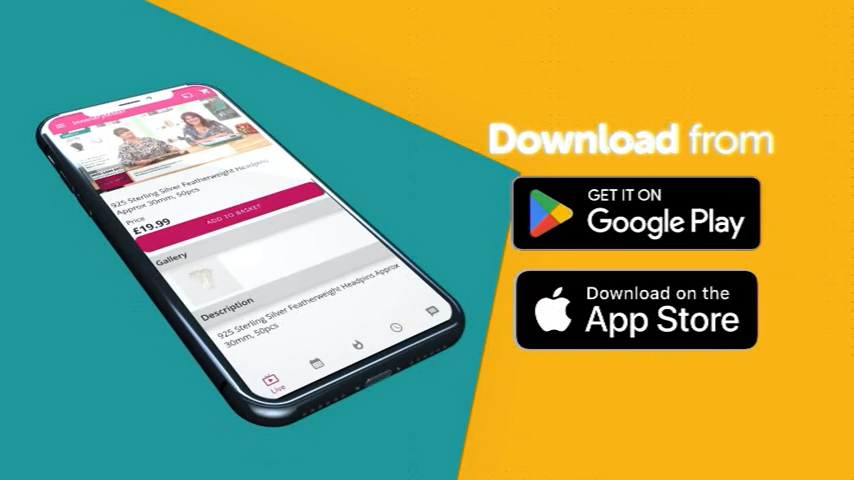 925 Sterling Silver Featherweight Headpins
Approx 30mm, 50pcs
Price
£19.99
ADD TO BASKET
Gallery
Description
925 Sterling Silver Featherweight Headpins Approx
30mm, 50pcs
Live
Download from
GET IT ON
Google Play
Download on the
App Store